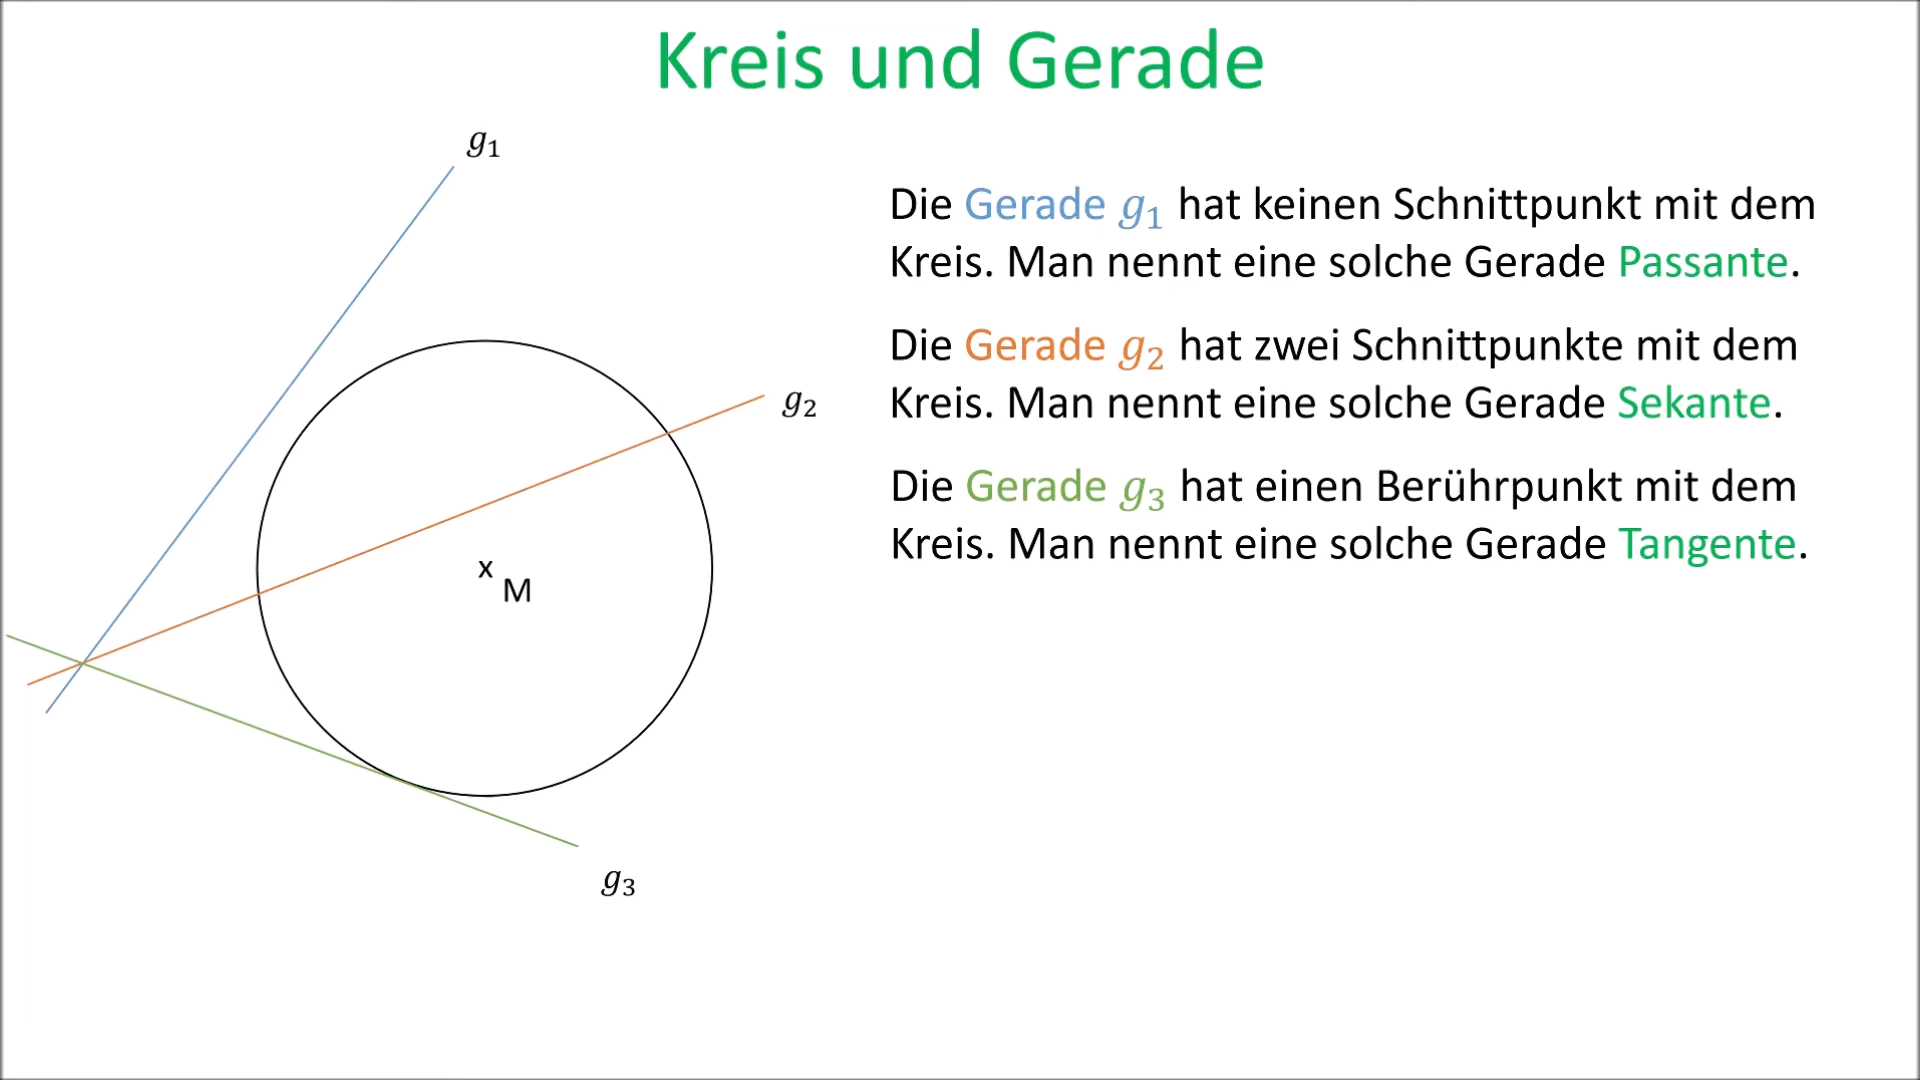 Kreis und Gerade
g₁
Die Gerade g₁ hat keinen Schnittpunkt mit dem
Kreis. Man nennt eine solche Gerade Passante.
Die Gerade g₂ hat zwei Schnittpunkte mit dem
g₂
Kreis. Man nennt eine solche Gerade Sekante.
Die Gerade g₃ hat einen Berührpunkt mit dem
Kreis. Man nennt eine solche Gerade Tangente.
x
M
g₃